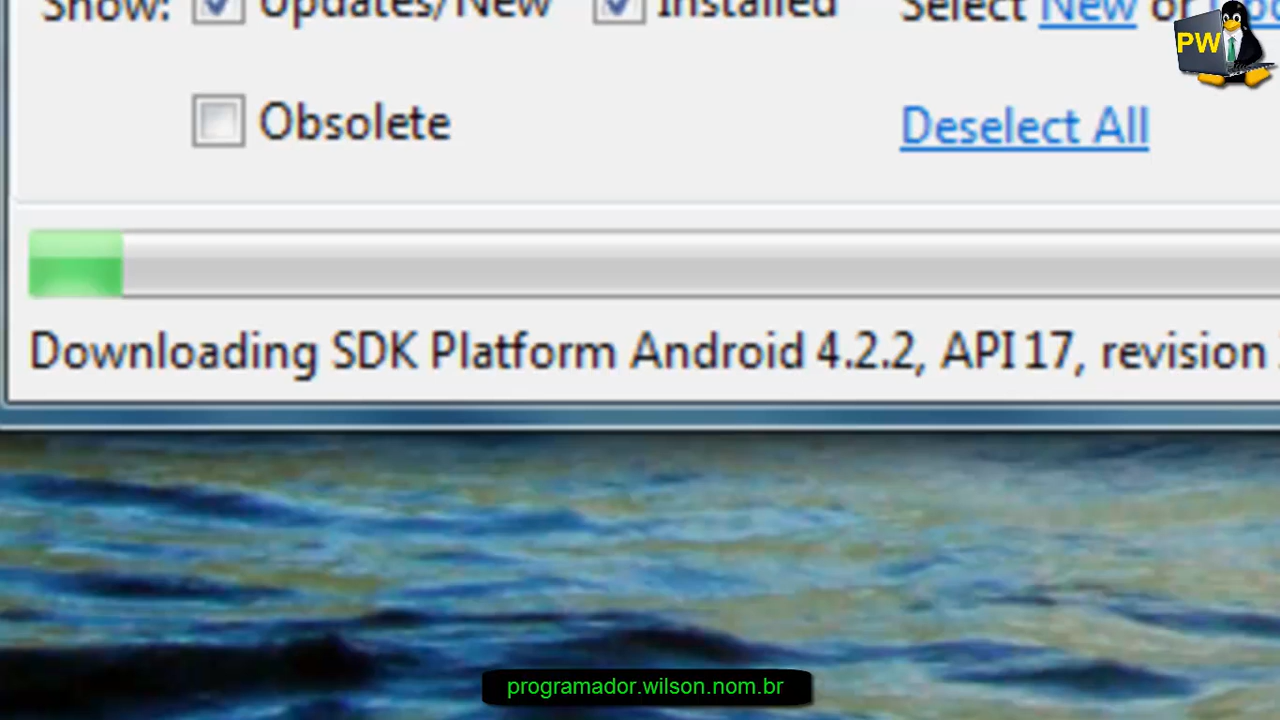 Show: Updates/New Installed Select New or
PW
Obsolete Deselect All
Downloading SDK Platform Android 4.2.2, API 17, revision
programador.wilson.nom.br